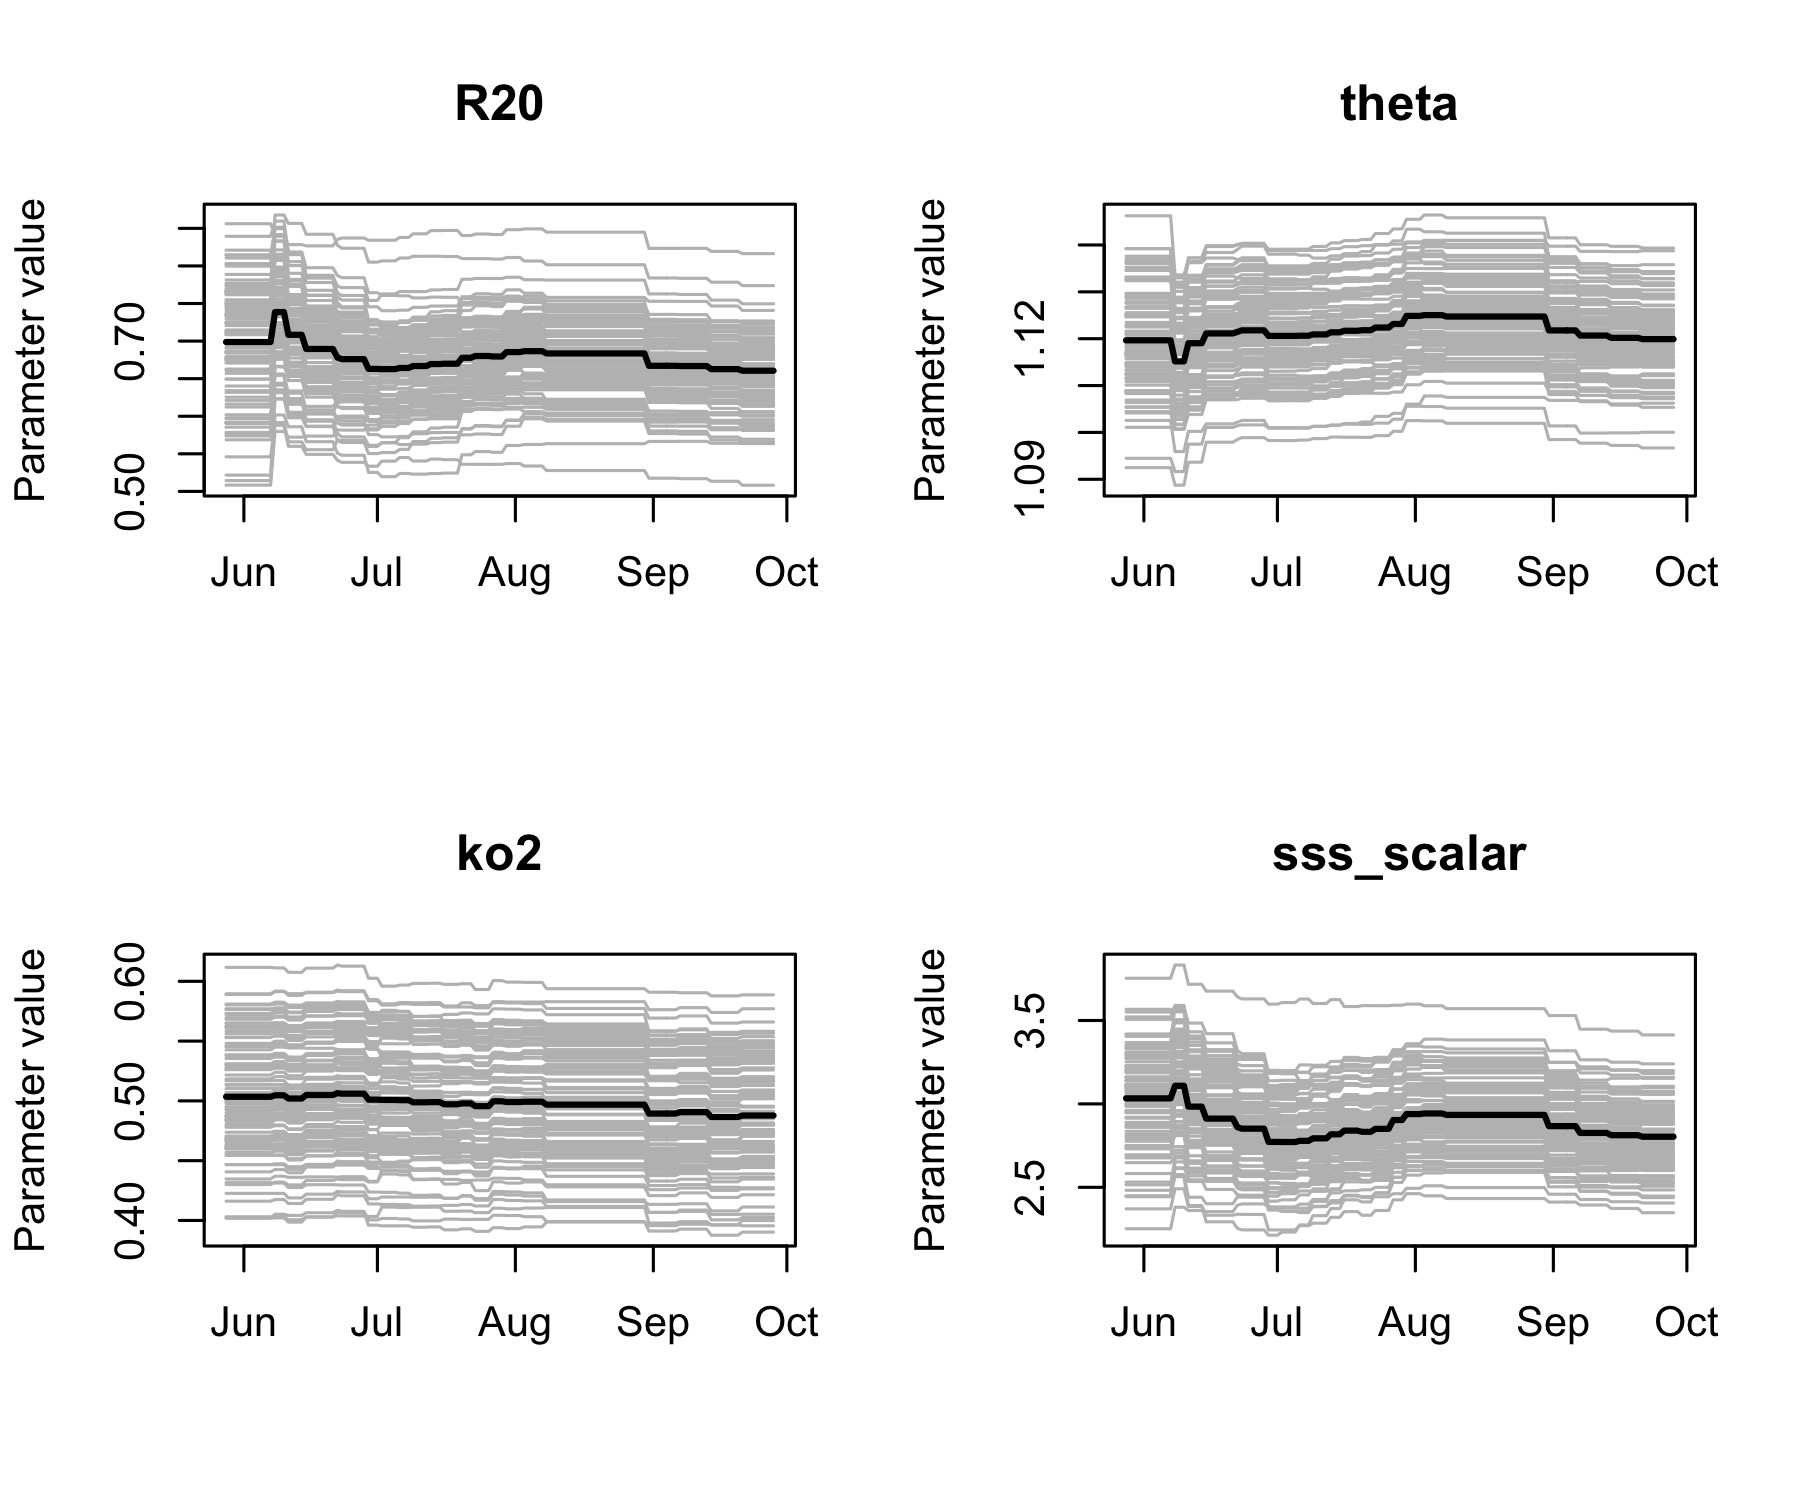 R20
Parameter value
0.50
0.70
Jun Jul Aug Sep Oct
theta
Parameter value
1.09
1.12
Jun Jul Aug Sep Oct
ko2
Parameter value
0.40
0.50
0.60
Jun Jul Aug Sep Oct
sss_scalar
Parameter value
2.5
3.5
Jun Jul Aug Sep Oct